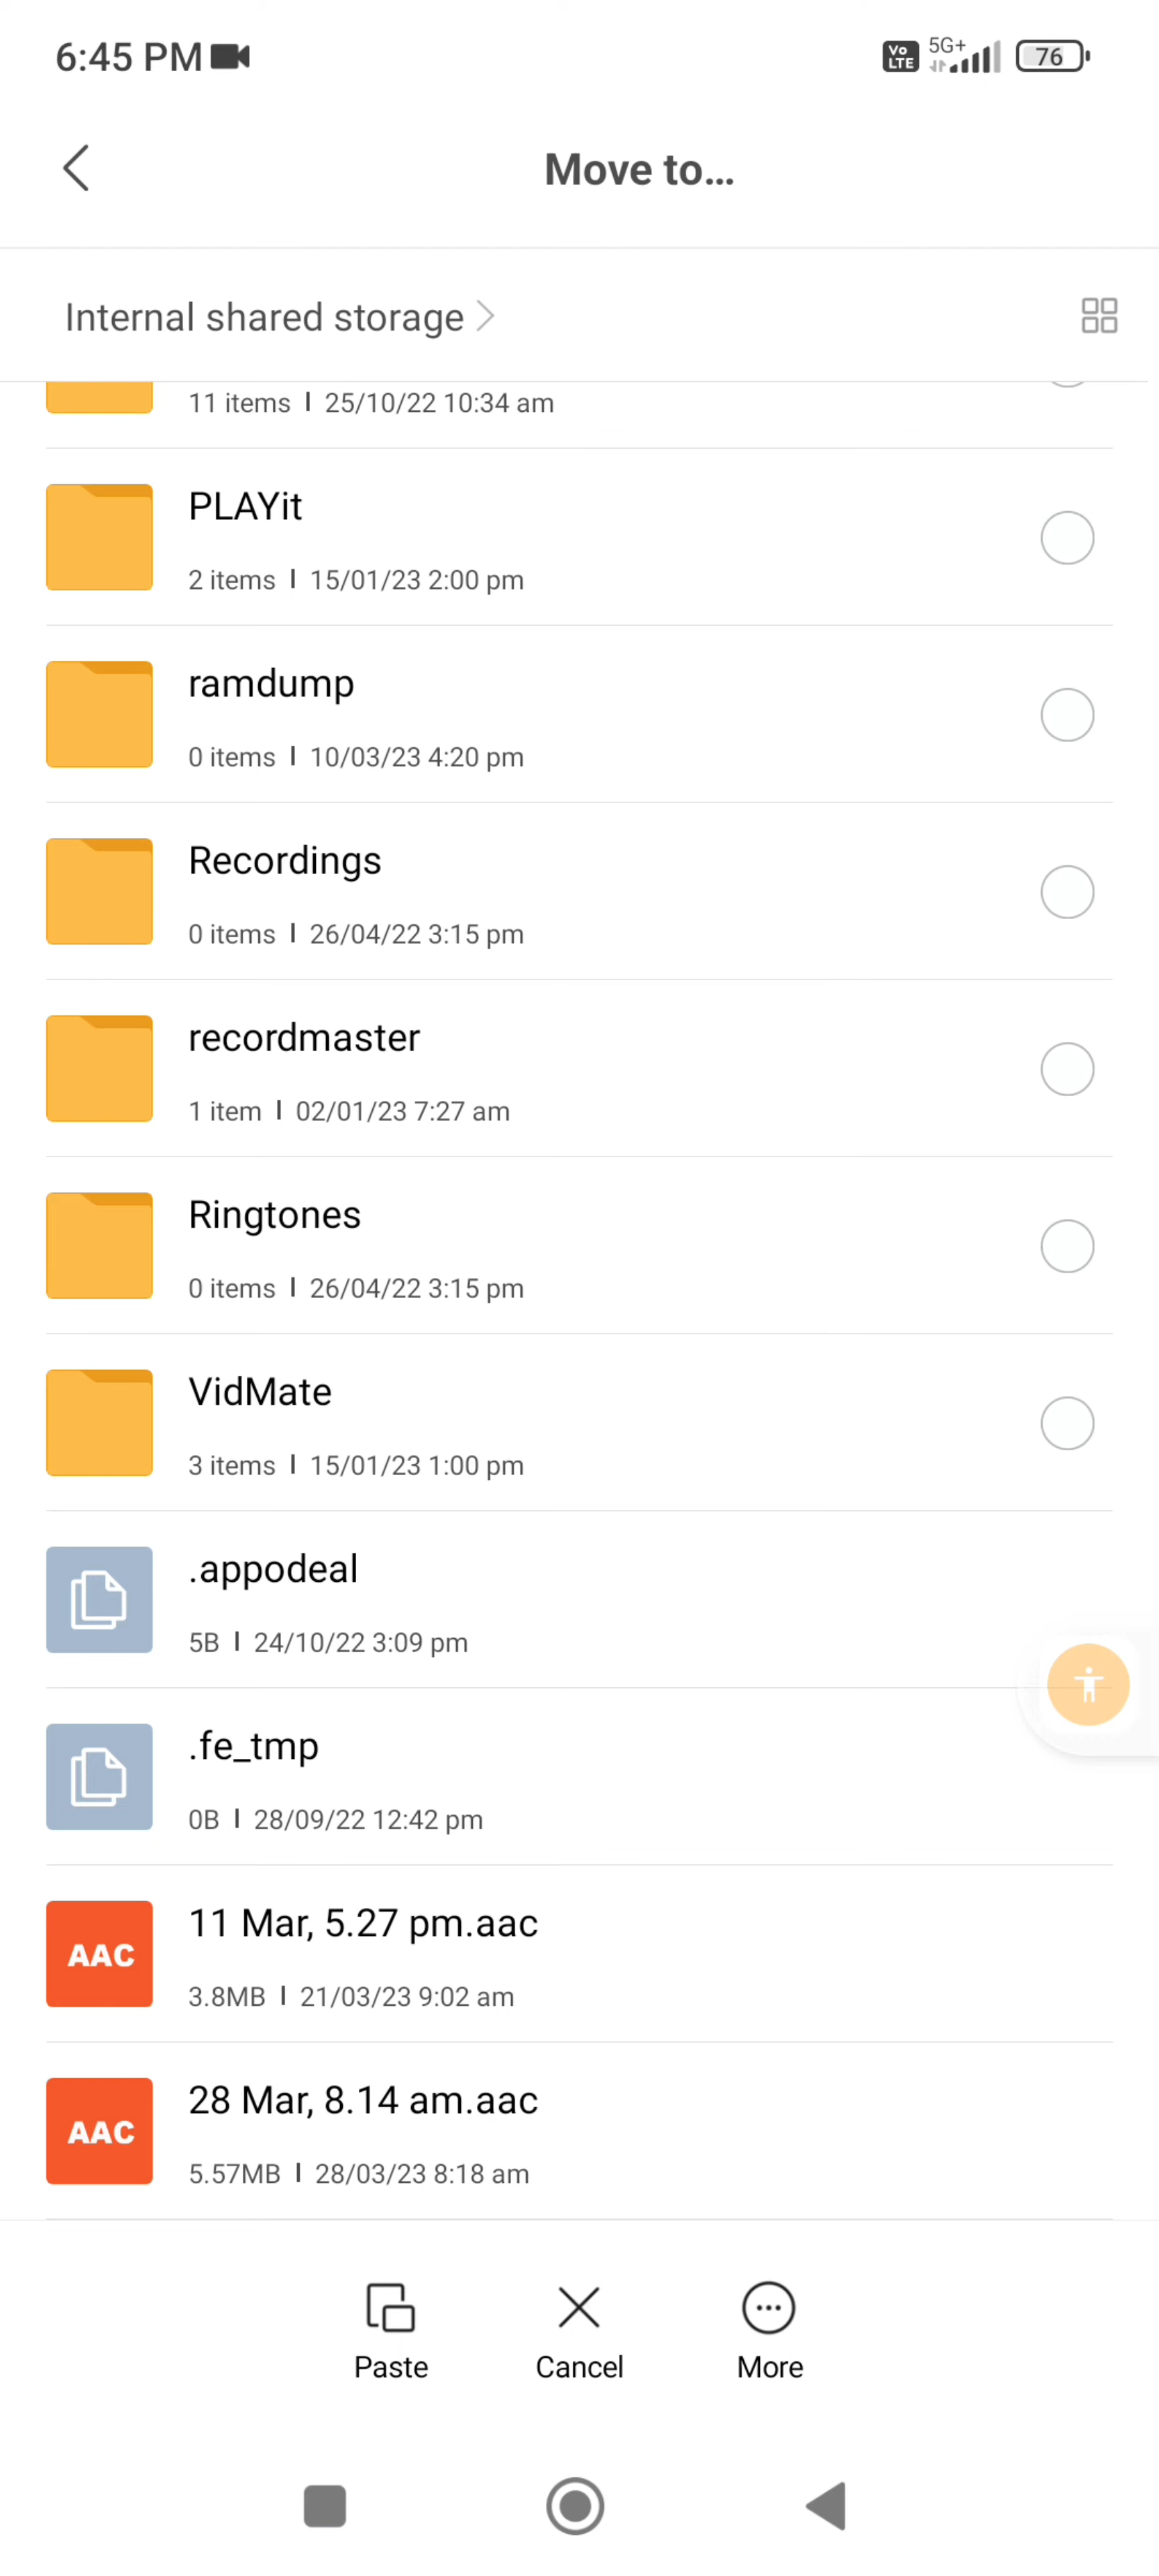 6:45 PM
Vo LTE 5G+ 76
Move to...
Internal shared storage
11 items | 25/10/22 10:34 am
PLAYit
2 items | 15/01/23 2:00 pm
ramdump
0 items | 10/03/23 4:20 pm
Recordings
0 items | 26/04/22 3:15 pm
recordmaster
1 item | 02/01/23 7:27 am
Ringtones
0 items | 26/04/22 3:15 pm
VidMate
3 items | 15/01/23 1:00 pm
.appodeal
5B | 24/10/22 3:09 pm
.fe_tmp
0B | 28/09/22 12:42 pm
AAC
11 Mar, 5.27 pm.aac
3.8MB | 21/03/23 9:02 am
AAC
28 Mar, 8.14 am.aac
5.57MB | 28/03/23 8:18 am
Paste Cancel More